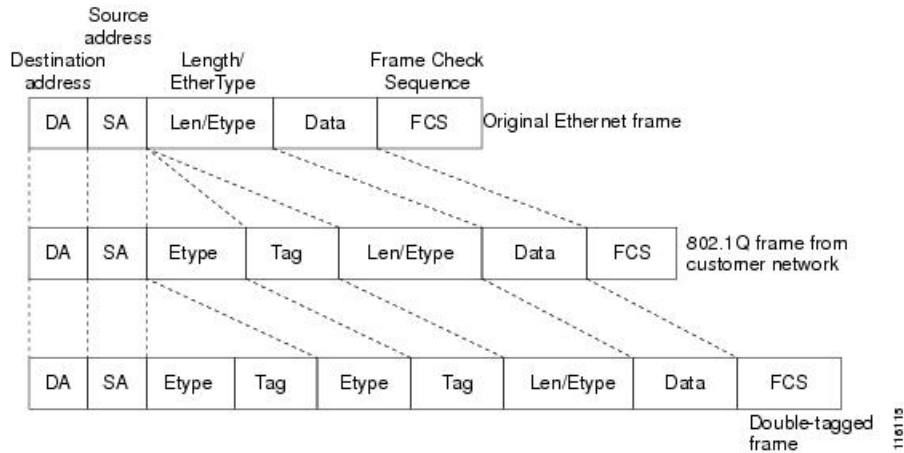 Source
address
Destination
address
Length/
EtherType
Frame Check
Sequence
DA SA Len/Etype Data FCS Original Ethernet frame
DA SA Etype Tag Len/Etype Data FCS 802.1Q frame from
customer network
DA SA Etype Tag Etype Tag Len/Etype Data FCS
Double-tagged
frame
116115